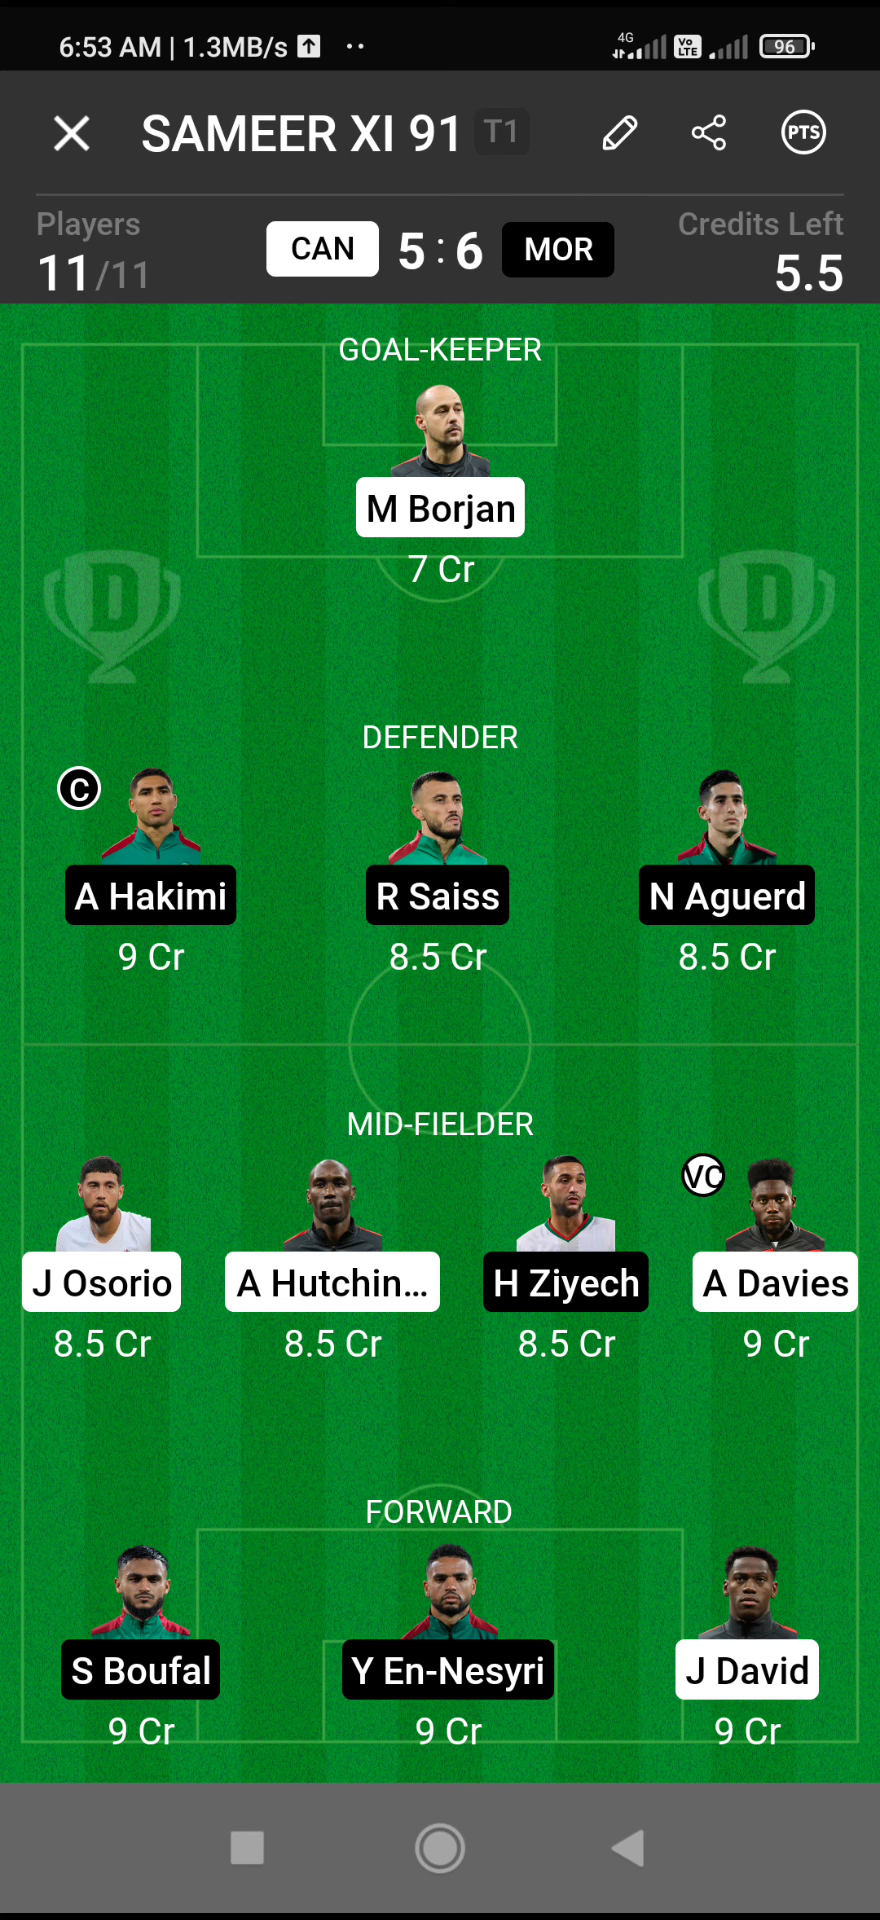 6:53 AM | 1.3MB/s
4G
Vo LTE
96
SAMEER XI 91 T1
PTS
Players
Credits Left
11/11
CAN 5 : 6 MOR
5.5
GOAL-KEEPER
M Borjan
7 Cr
D D
DEFENDER
C
A Hakimi R Saiss N Aguerd
9 Cr 8.5 Cr 8.5 Cr
MID-FIELDER
VC
J Osorio A Hutchin... H Ziyech A Davies
8.5 Cr 8.5 Cr 8.5 Cr 9 Cr
FORWARD
S Boufal Y En-Nesyri J David
9 Cr 9 Cr 9 Cr